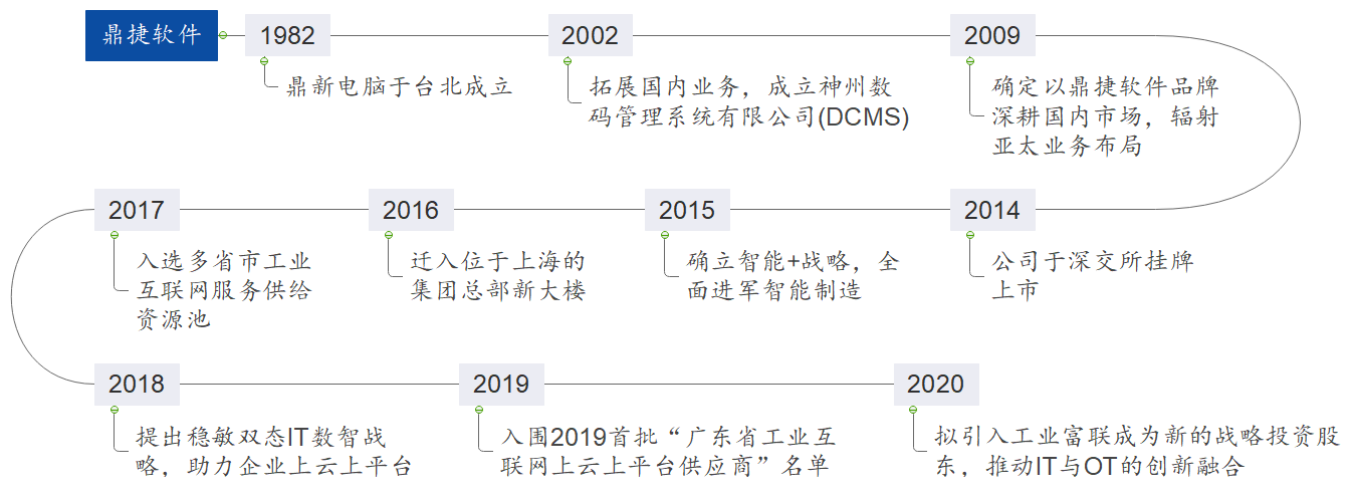 鼎捷软件
1982
鼎新电脑于台北成立
2002
拓展国内业务，成立神州数
码管理系统有限公司(DCMS)
2009
确定以鼎捷软件品牌
深耕国内市场，辐射
亚太业务布局
2014
公司于深交所挂牌
上市
2015
确立智能+战略，全
面进军智能制造
2016
迁入位于上海的
集团总部新大楼
2017
入选多省市工业
互联网服务供给
资源池
2018
提出稳敏双态IT数智战
略，助力企业上云上平台
2019
入围2019首批“广东省工业互
联网上云上平台供应商”名单
2020
拟引入工业富联成为新的战略投资股
东，推动IT与OT的创新融合